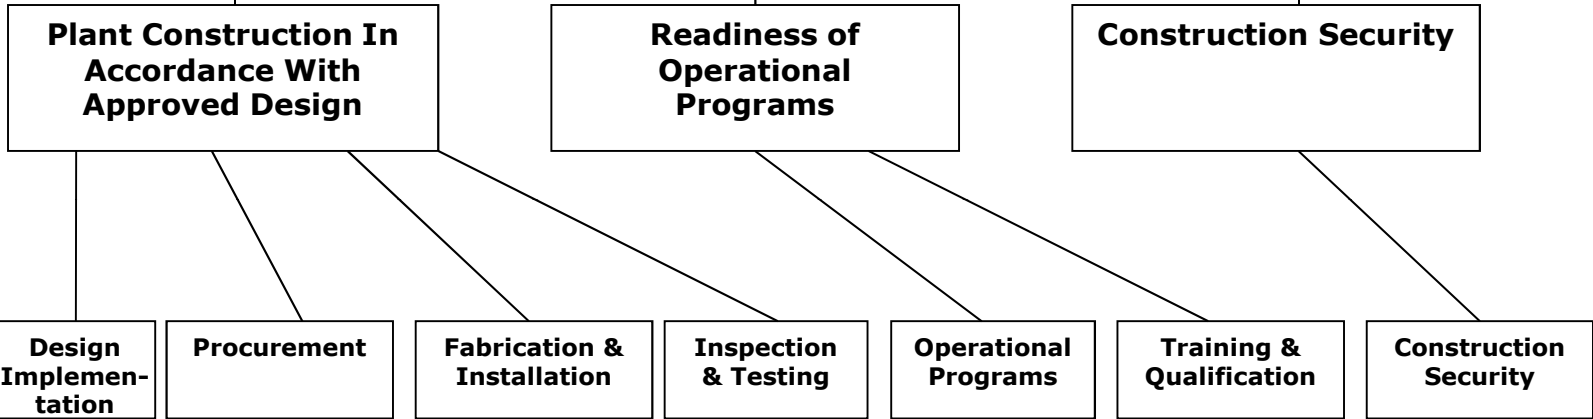 Plant Construction In
Accordance With
Approved Design
Readiness of
Operational
Programs
Construction Security
Design
Implemen-
tation
Procurement
Fabrication &
Installation
Inspection
& Testing
Operational
Programs
Training &
Qualification
Construction
Security